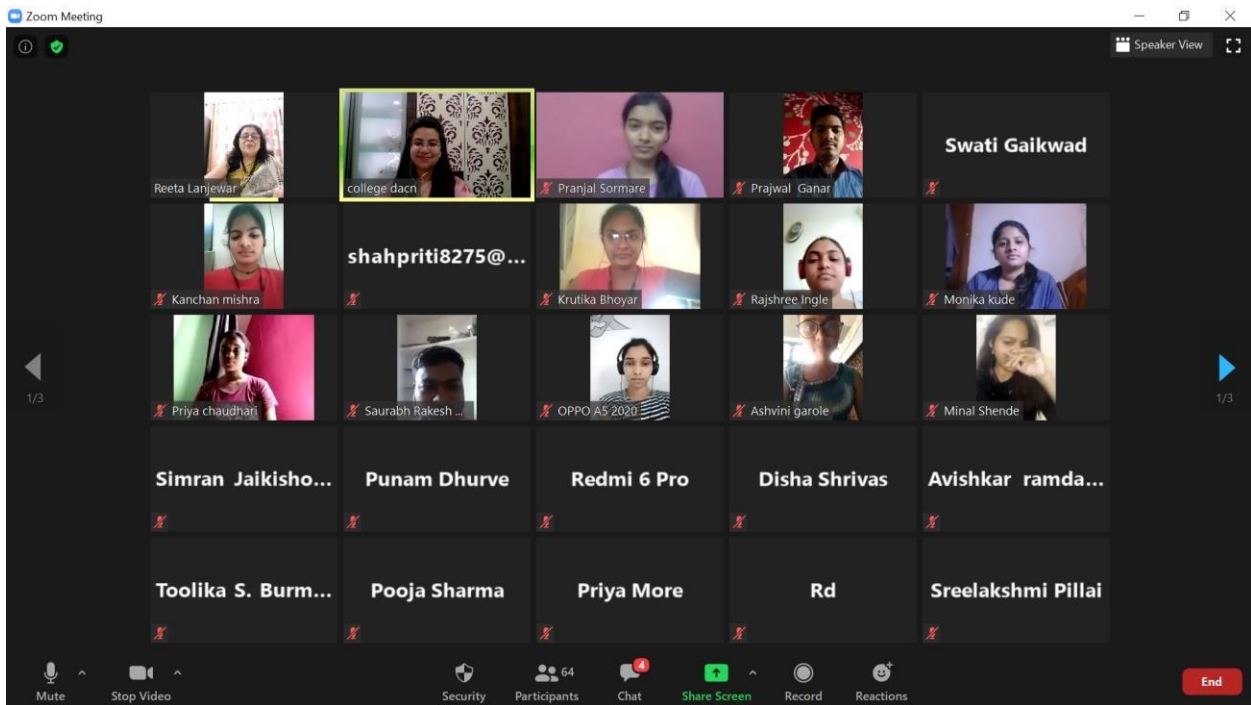 Zoom Meeting
Speaker View
Reeta Lanjewar
college dacn
Pranjal Sormare
Prajwal Ganar
Swati Gaikwad
Kanchan mishra
shahpriti8275@...
Krutika Bhoyar
Rajshree Ingle
Monika kude
1/3
1/3
Priya chaudhari
Saurabh Rakesh ...
OPPO A5 2020
Ashvini garole
Minal Shende
Simran Jaikisho...
Punam Dhurve
Redmi 6 Pro
Disha Shrivas
Avishkar ramda...
Toolika S. Burm...
Pooja Sharma
Priya More
Rd
Sreelakshmi Pillai
64
4
Mute
Stop Video
Security
Participants
Chat
Share Screen
Record
Reactions
End